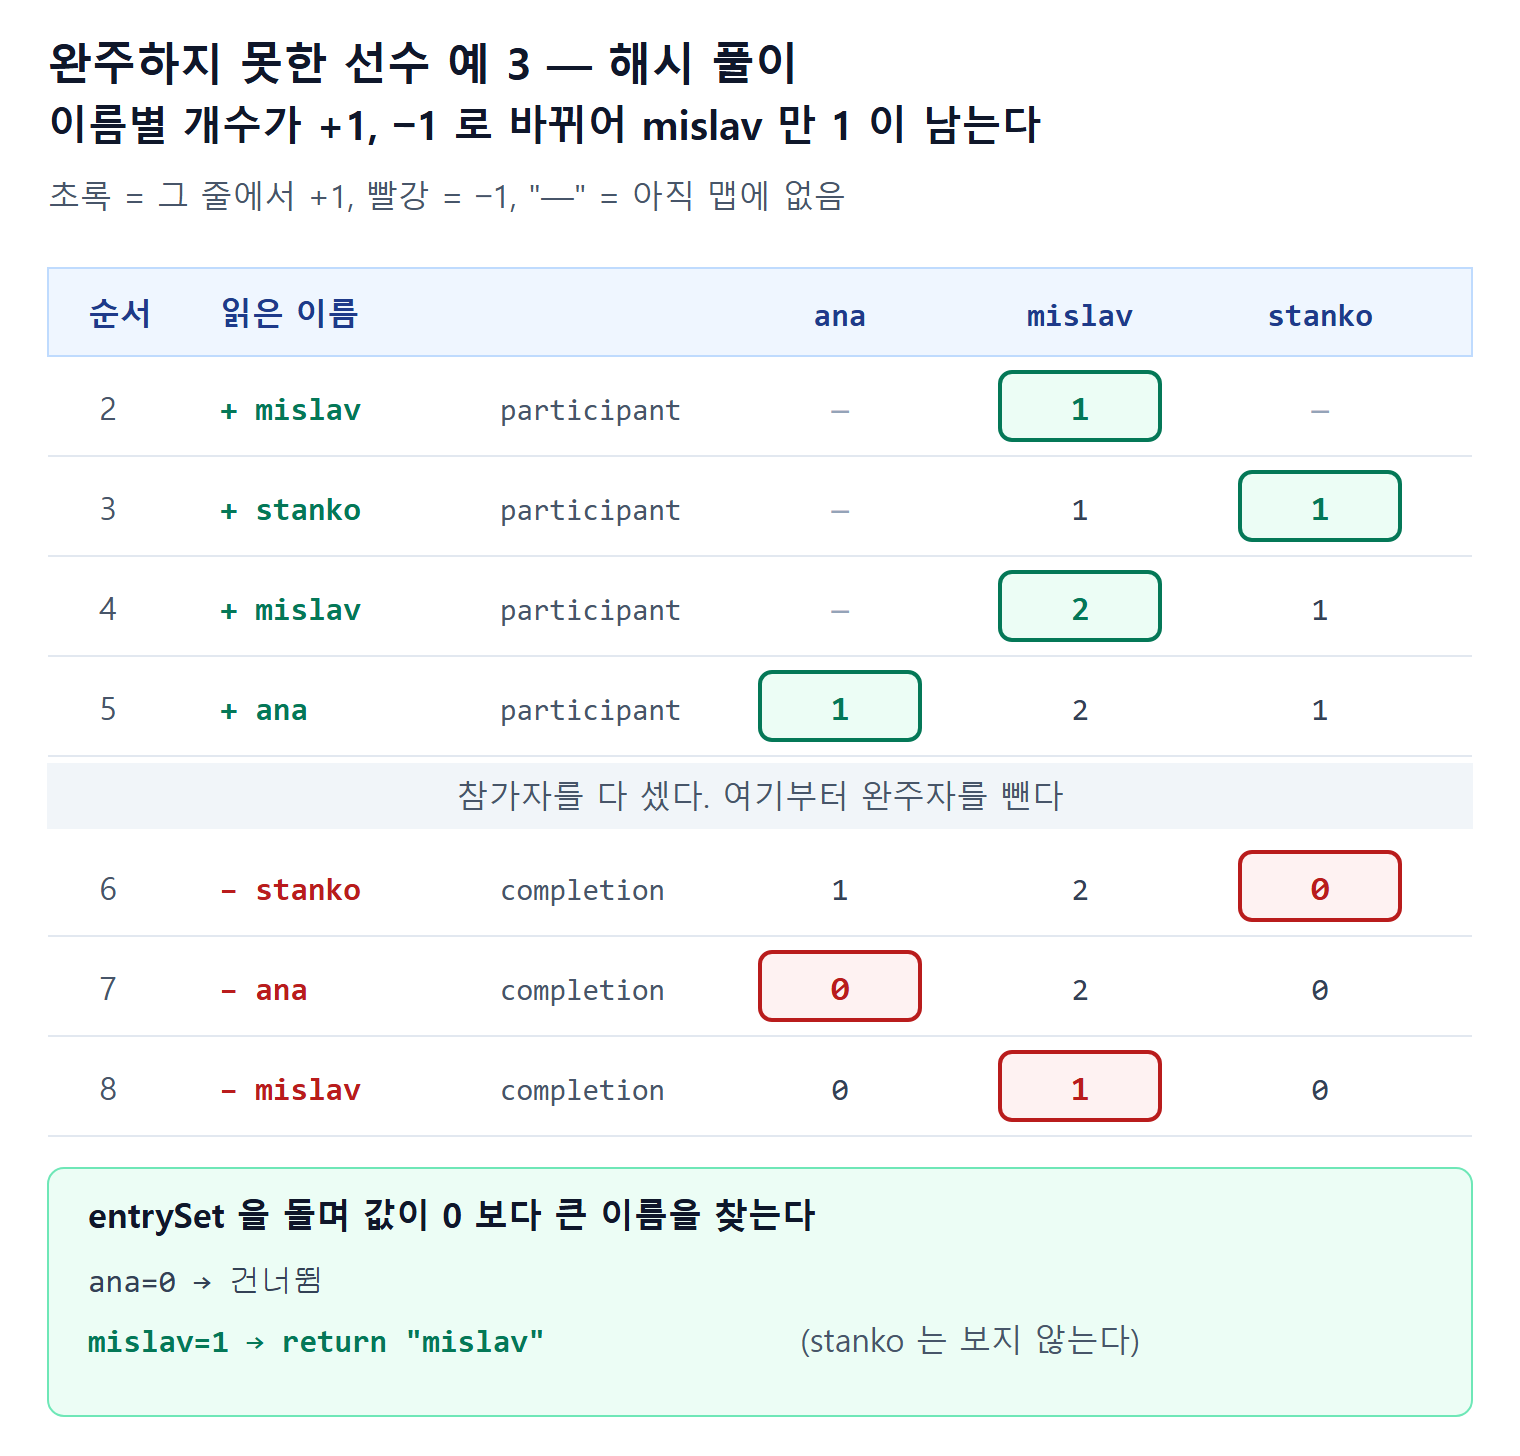 완주하지 못한 선수 예 3 — 해시 풀이
이름별 개수가 +1, −1 로 바뀌어 mislav 만 1 이 남는다
초록 = 그 줄에서 +1, 빨강 = −1, "—" = 아직 맵에 없음
순서 읽은 이름 ana mislav stanko
2 + mislav participant — 1 —
3 + stanko participant — 1 1
4 + mislav participant — 2 1
5 + ana participant 1 2 1
참가자를 다 셌다. 여기부터 완주자를 뺀다
6 − stanko completion 1 2 0
7 − ana completion 0 2 0
8 − mislav completion 0 1 0
entrySet 을 돌며 값이 0 보다 큰 이름을 찾는다
ana=0 → 건너뜀
mislav=1 → return "mislav" (stanko 는 보지 않는다)